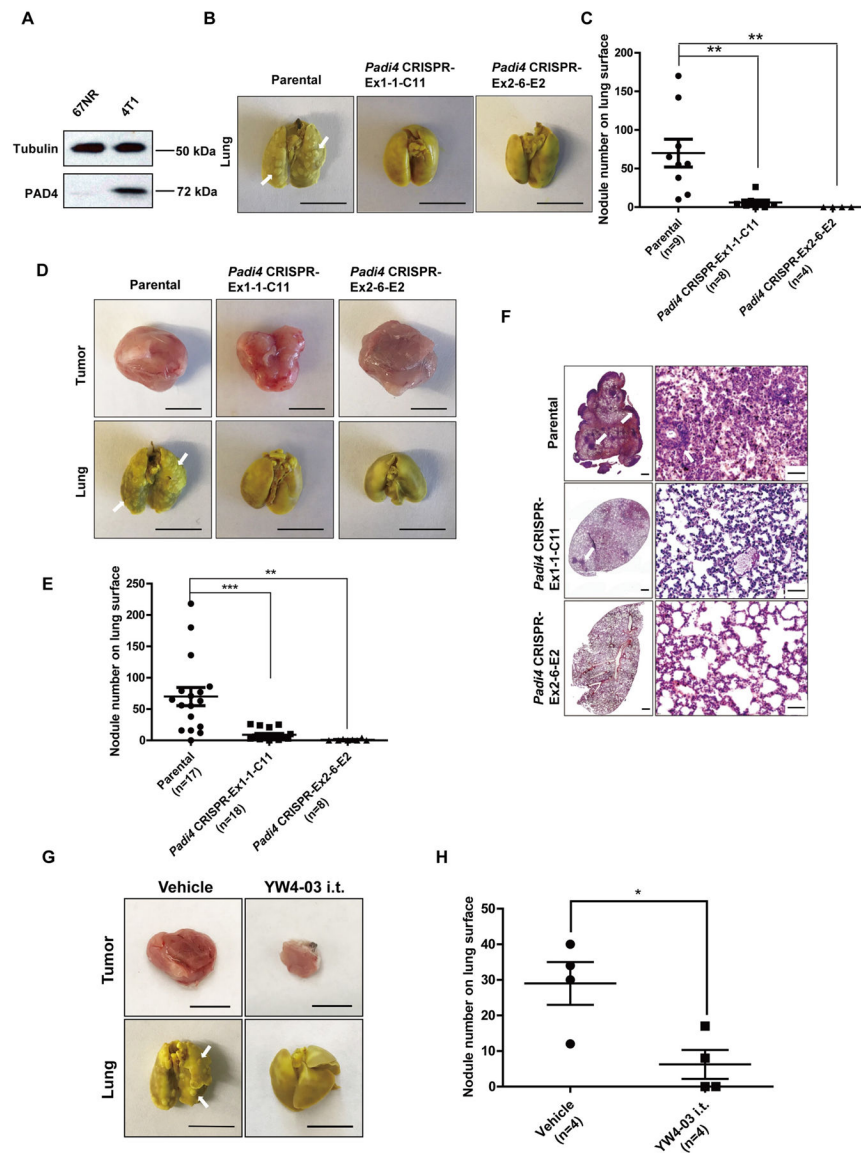 A
67NR
4T1
Tubulin
50 kDa
PAD4
72 kDa
B
Parental
Padi4 CRISPR-
Ex1-1-C11
Padi4 CRISPR-
Ex2-6-E2
Lung
C
**
**
Nodule number on lung surface
200
150
100
50
0
Parental
(n=9)
Padi4 CRISPR-Ex1-1-C11
(n=8)
Padi4 CRISPR-Ex2-6-E2
(n=4)
D
Parental
Padi4 CRISPR-
Ex1-1-C11
Padi4 CRISPR-
Ex2-6-E2
Tumor
Lung
E
**
***
Nodule number on lung surface
250
200
150
100
50
0
Parental
(n=17)
Padi4 CRISPR-Ex1-1-C11
(n=18)
Padi4 CRISPR-Ex2-6-E2
(n=8)
F
Parental
Padi4 CRISPR-
Ex1-1-C11
Padi4 CRISPR-
Ex2-6-E2
G
Vehicle
YW4-03 i.t.
Tumor
Lung
H
*
Nodule number on lung surface
50
40
30
20
10
0
Vehicle
(n=4)
YW4-03 i.t.
(n=4)